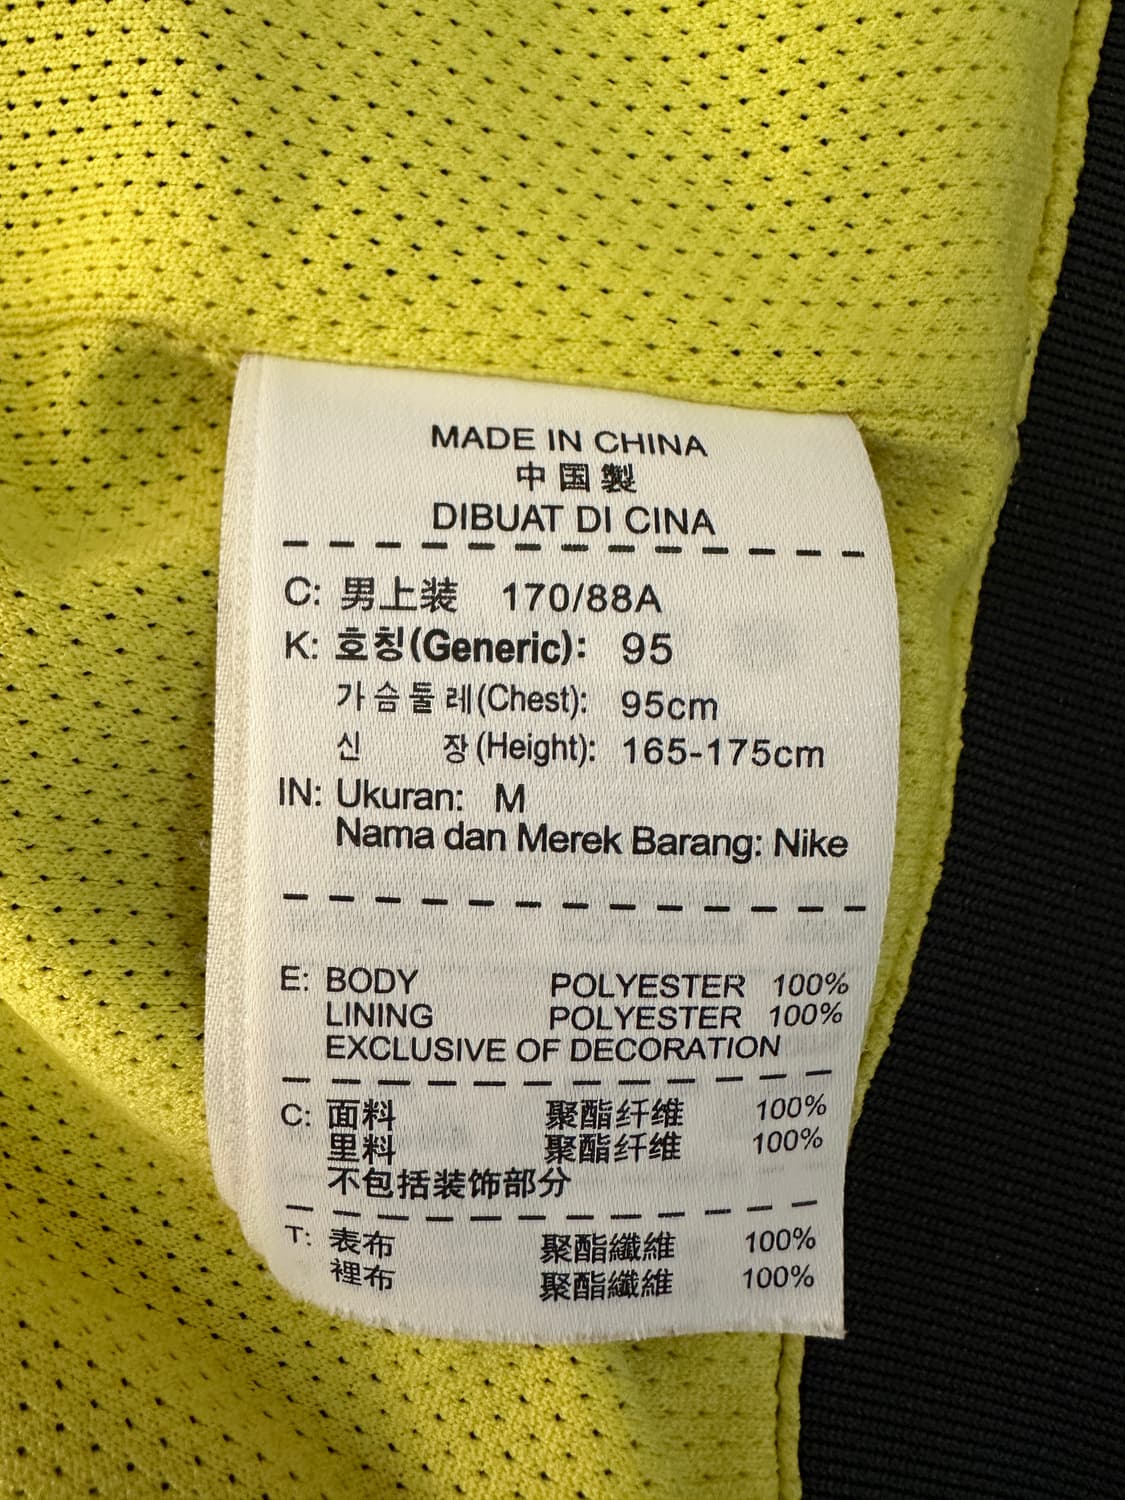 MADE IN CHINA
中国製
DIBUAT DI CINA
C: 男上装 170/88A
K: 호칭(Generic): 95
가슴둘레(Chest): 95cm
신 장(Height): 165-175cm
IN: Ukuran: M
Nama dan Merek Barang: Nike
E: BODY POLYESTER 100%
LINING POLYESTER 100%
EXCLUSIVE OF DECORATION
C: 面料 聚酯纤维 100%
里料 聚酯纤维 100%
不包括装饰部分
T: 表布 聚酯纖維 100%
裡布 聚酯纖維 100%